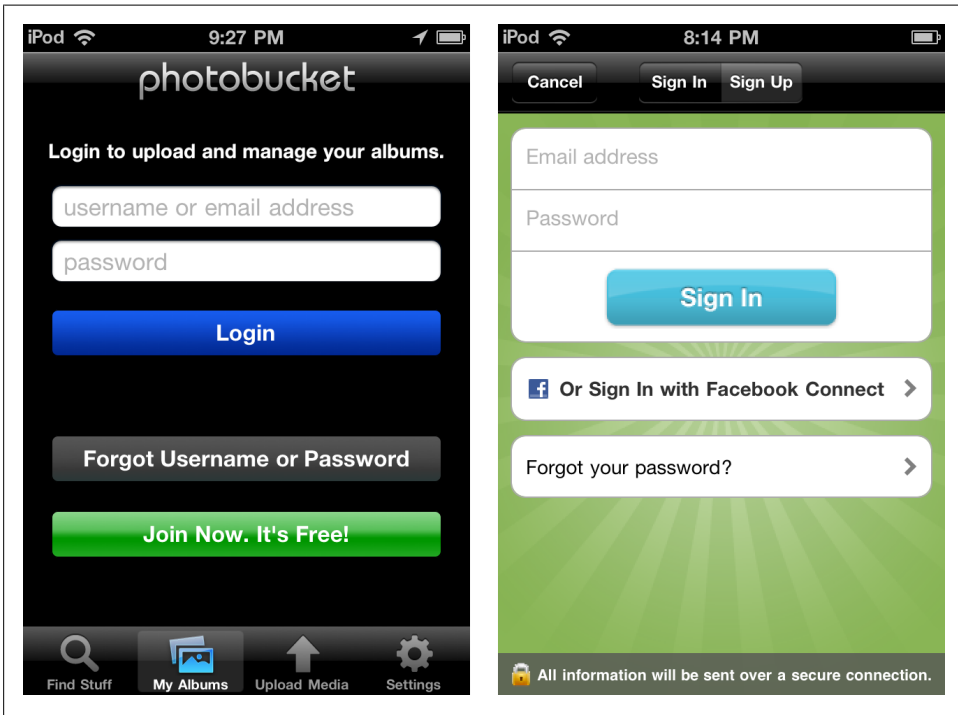 iPod 9:27 PM
photobucket
Login to upload and manage your albums.
username or email address
password
Login
Forgot Username or Password
Join Now. It's Free!
Find Stuff My Albums Upload Media Settings
iPod 8:14 PM
Cancel Sign In Sign Up
Email address
Password
Sign In
f Or Sign In with Facebook Connect
Forgot your password?
All information will be sent over a secure connection.